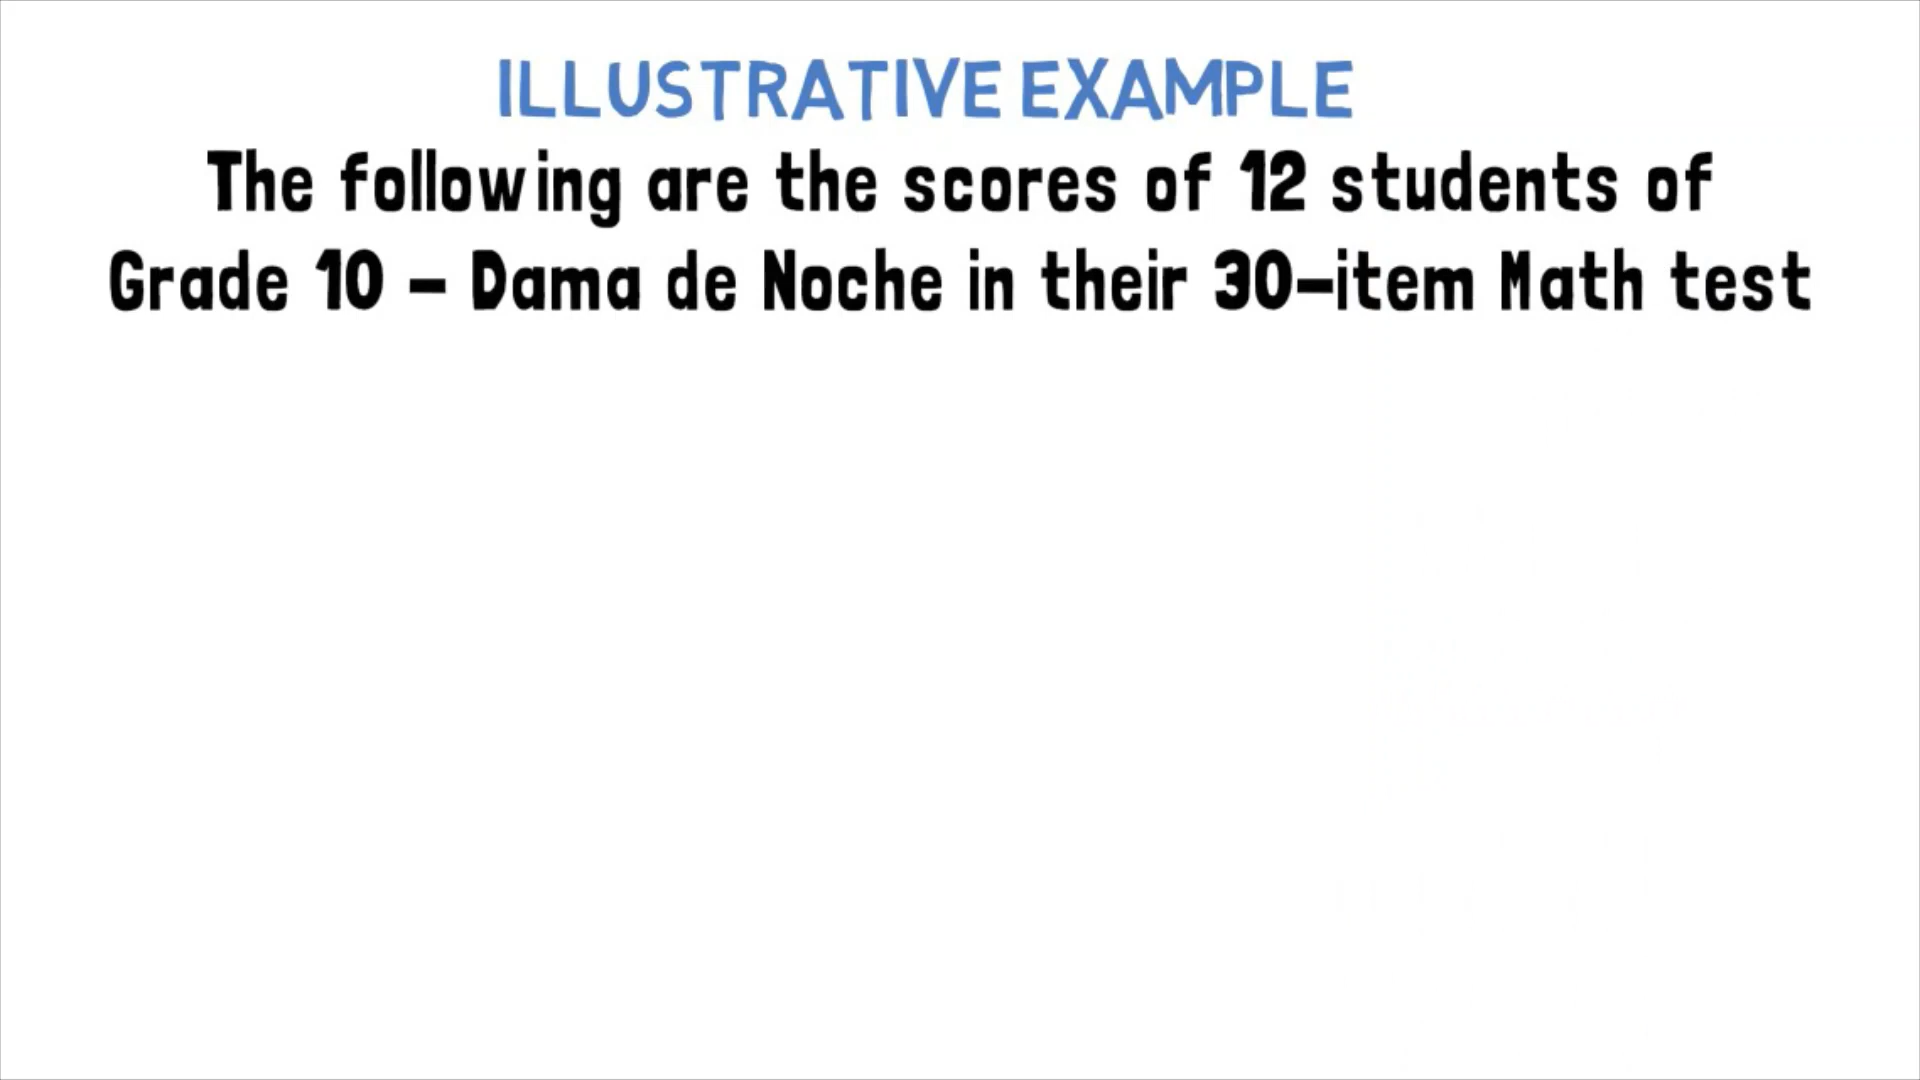 ILLUSTRATIVE EXAMPLE
The following are the scores of 12 students of
Grade 10 – Dama de Noche in their 30–item Math test